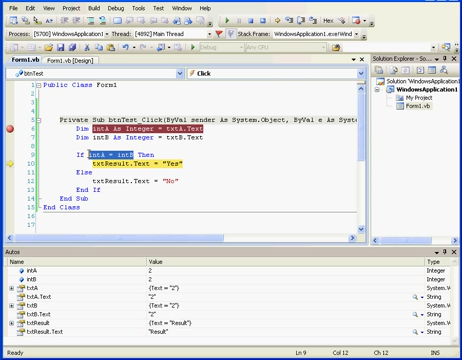 File Edit View Project Build Debug Data Tools Test Window Help
Hex
Process: [5700] WindowsApplication1 Thread: [4892] Main Thread Stack Frame: WindowsApplication1.exe!Wind
Debug Any CPU
Form1.vb Form1.vb [Design]
btnTest Click
1 Public Class Form1
2
3
4
5 Private Sub btnTest_Click(ByVal sender As System.Object, ByVal e As Syste
6 Dim intA As Integer = txtA.Text
7 Dim intB As Integer = txtB.Text
8
9 If intA = intB Then
10 txtResult.Text = "Yes"
11 Else
12 txtResult.Text = "No"
13 End If
14 End Sub
15 End Class
16
17
Solution Explorer - Wi
Solution 'WindowsApp
WindowsApplicatio
My Project
Form1.vb
Autos
Name Value Type
intA 2 Integer
intB 2 Integer
txtA {Text = "2"} System.W
txtA.Text "2" String
txtB {Text = "2"} System.W
txtB.Text "2" String
txtResult {Text = "Result"} System.W
txtResult.Text "Result" String
Ready Ln 9 Col 12 Ch 12 INS